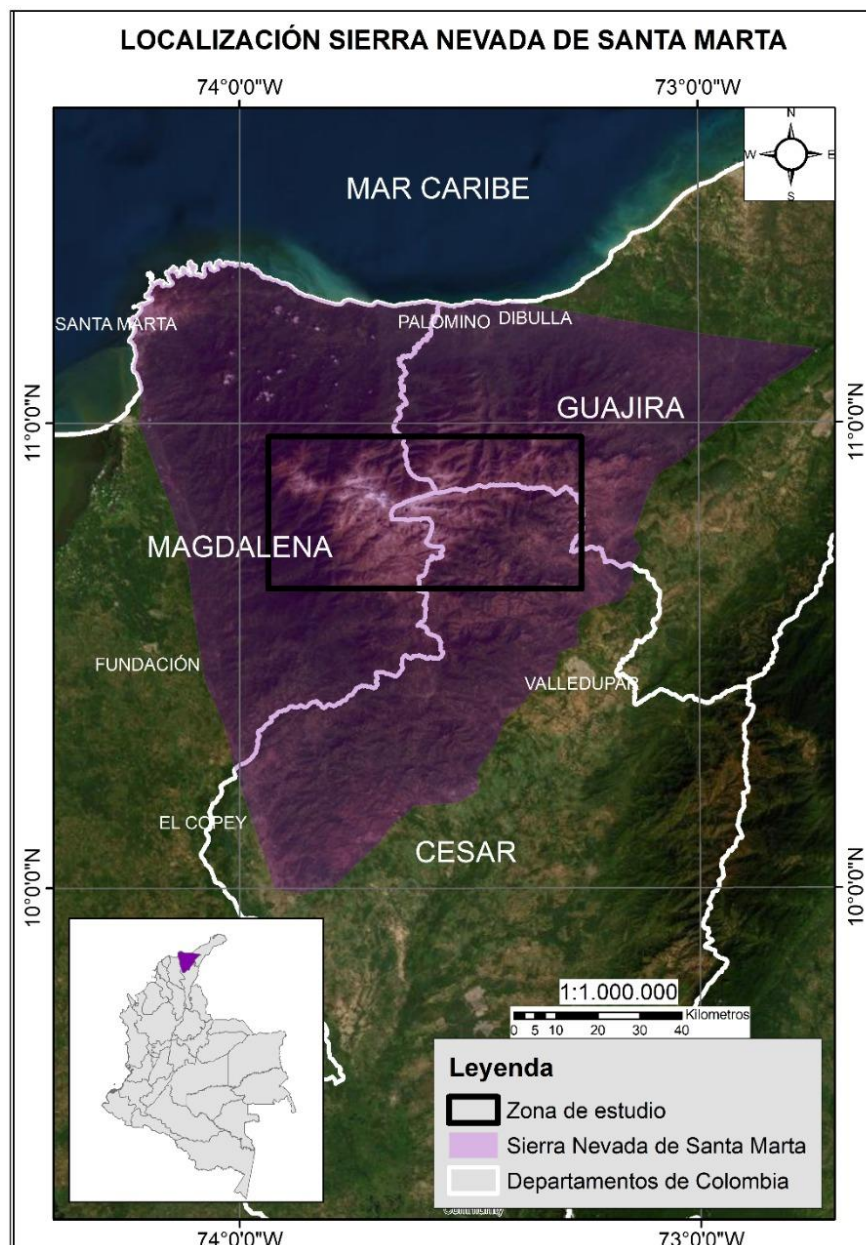 LOCALIZACIÓN SIERRA NEVADA DE SANTA MARTA
74°0'0"W 73°0'0"W
N
W E
S
MAR CARIBE
SANTA MARTA
PALOMINO
DIBULLA
GUAJIRA
11°0'0"N 11°0'0"N
MAGDALENA
FUNDACIÓN
VALLEDUPAR
EL COPEY
CESAR
10°0'0"N 10°0'0"N
1:1.000.000
Kilometros
0 5 10 20 30 40
Leyenda
Zona de estudio
Sierra Nevada de Santa Marta
Departamentos de Colombia
74°0'0"W 73°0'0"W